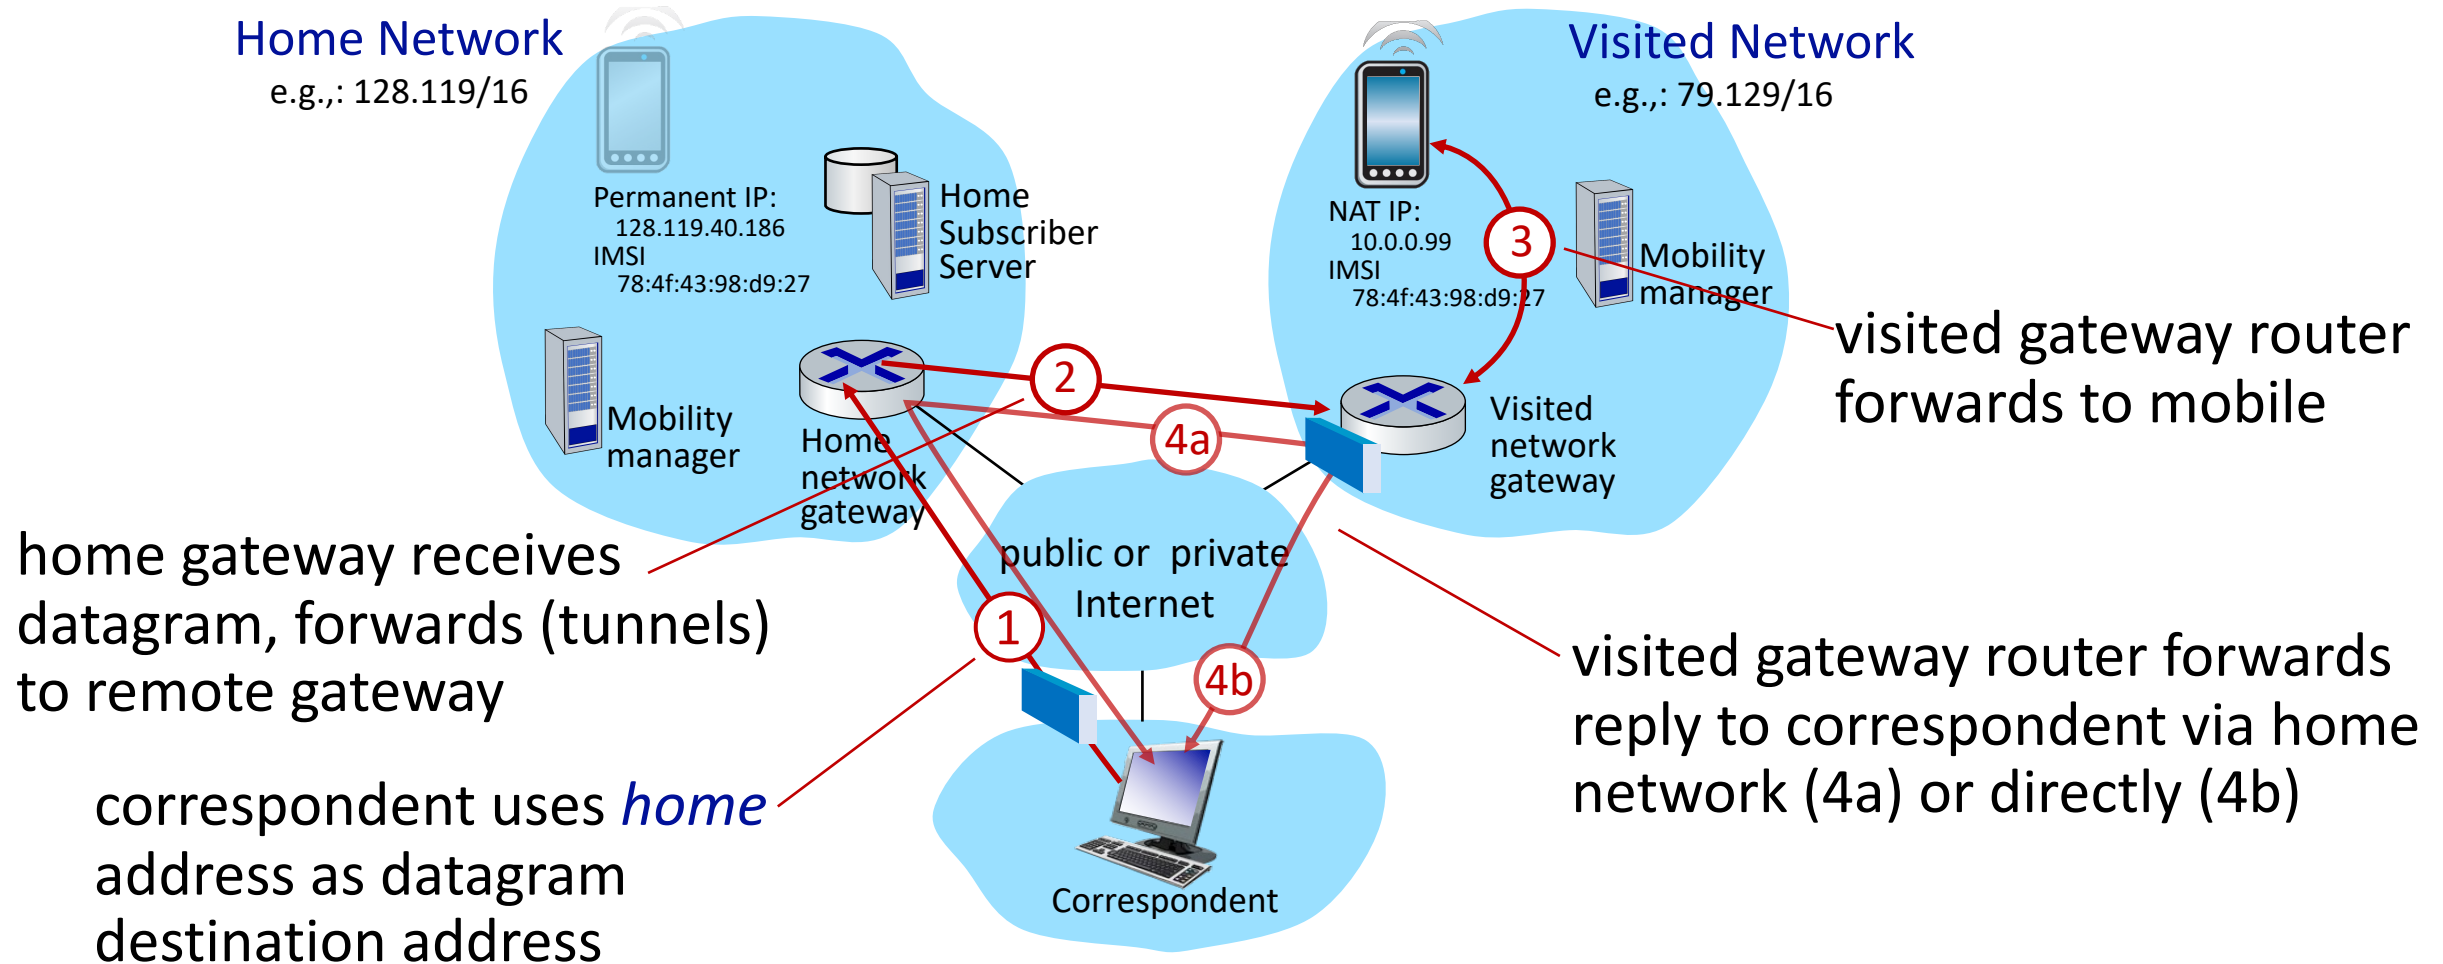 Home Network
e.g.,: 128.119/16
Visited Network
e.g.,: 79.129/16
Permanent IP:
128.119.40.186
IMSI
78:4f:43:98:d9:27
Home
Subscriber
Server
NAT IP:
10.0.0.99
IMSI
78:4f:43:98:d9:27
3
Mobility
manager
visited gateway router
forwards to mobile
2
4a
Mobility
manager
Home
network
gateway
Visited
network
gateway
home gateway receives
datagram, forwards (tunnels)
to remote gateway
public or private
Internet
1
4b
visited gateway router forwards
reply to correspondent via home
network (4a) or directly (4b)
correspondent uses home
address as datagram
destination address
Correspondent